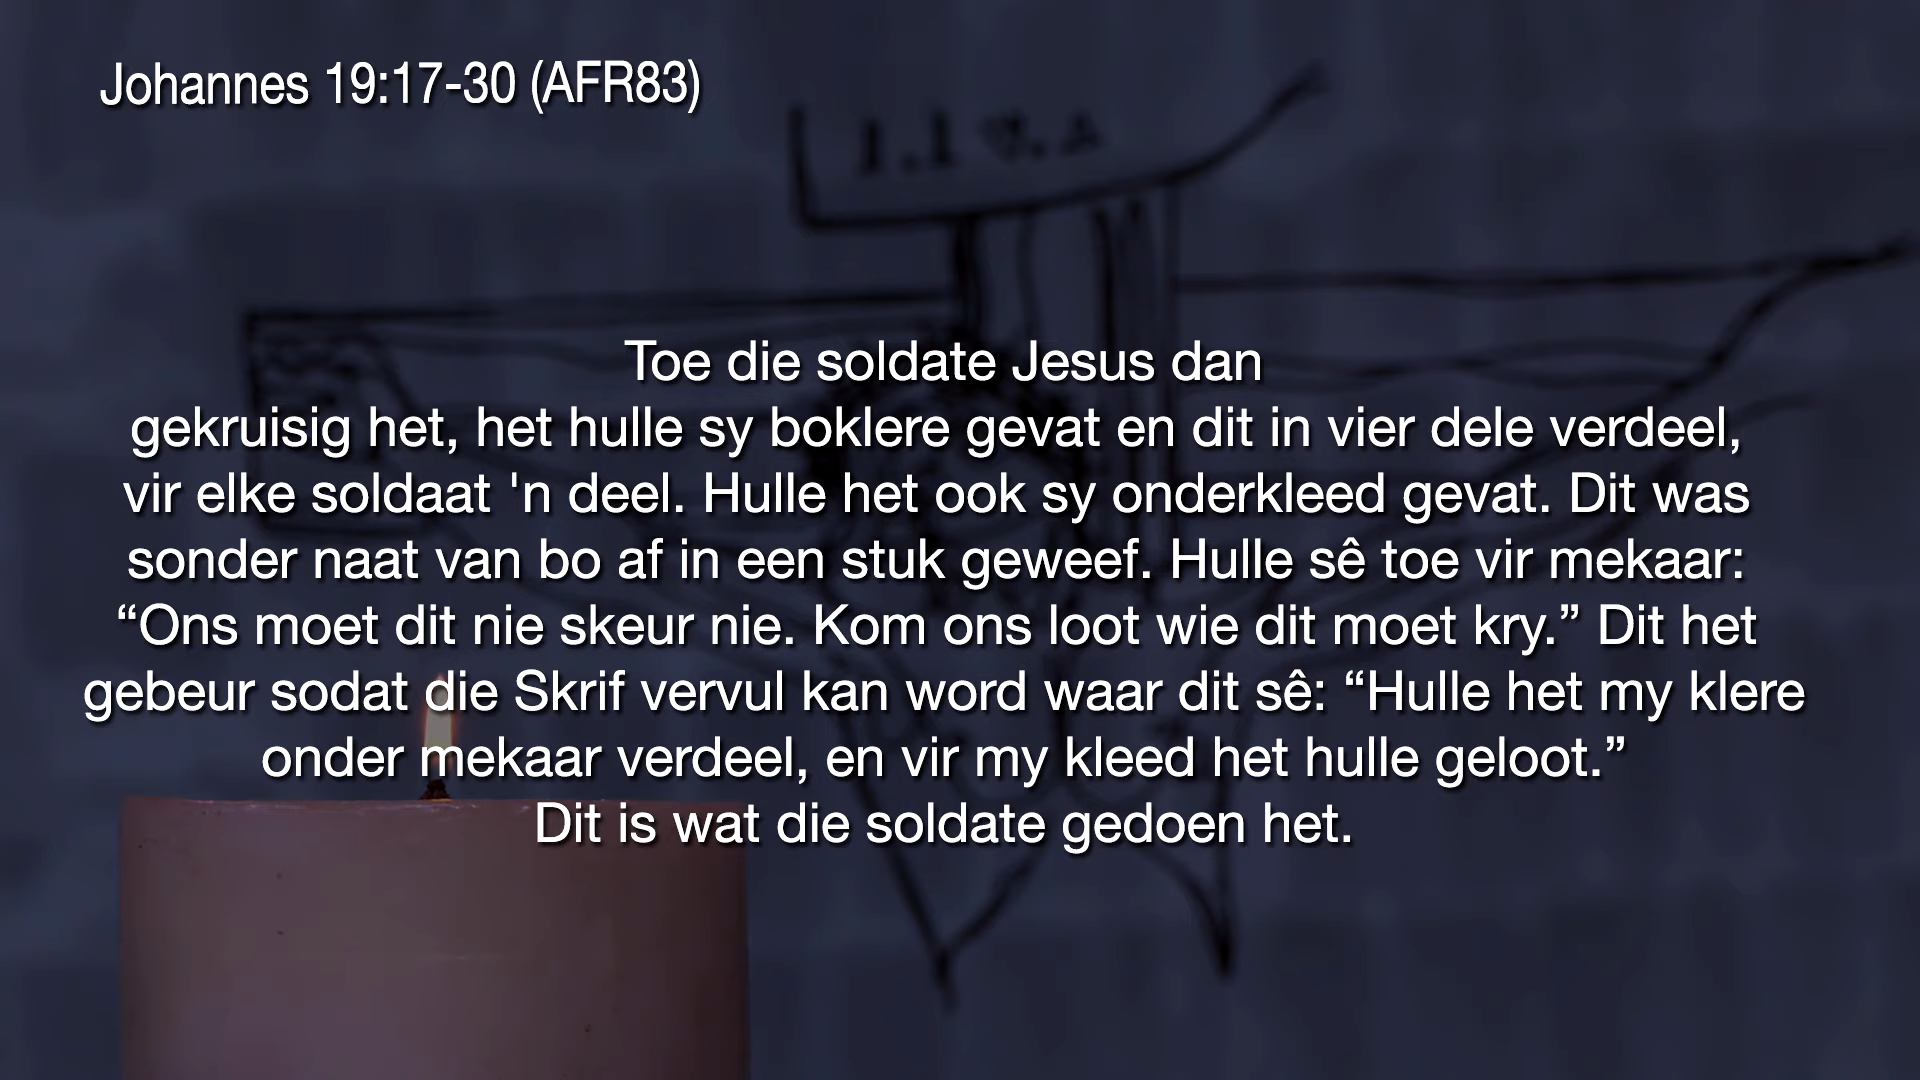 Johannes 19:17-30 (AFR83)
Toe die soldate Jesus dan
gekruisig het, het hulle sy boklere gevat en dit in vier dele verdeel,
vir elke soldaat 'n deel. Hulle het ook sy onderkleed gevat. Dit was
sonder naat van bo af in een stuk geweef. Hulle sê toe vir mekaar:
“Ons moet dit nie skeur nie. Kom ons loot wie dit moet kry.” Dit het
gebeur sodat die Skrif vervul kan word waar dit sê: “Hulle het my klere
onder mekaar verdeel, en vir my kleed het hulle geloot.”
Dit is wat die soldate gedoen het.